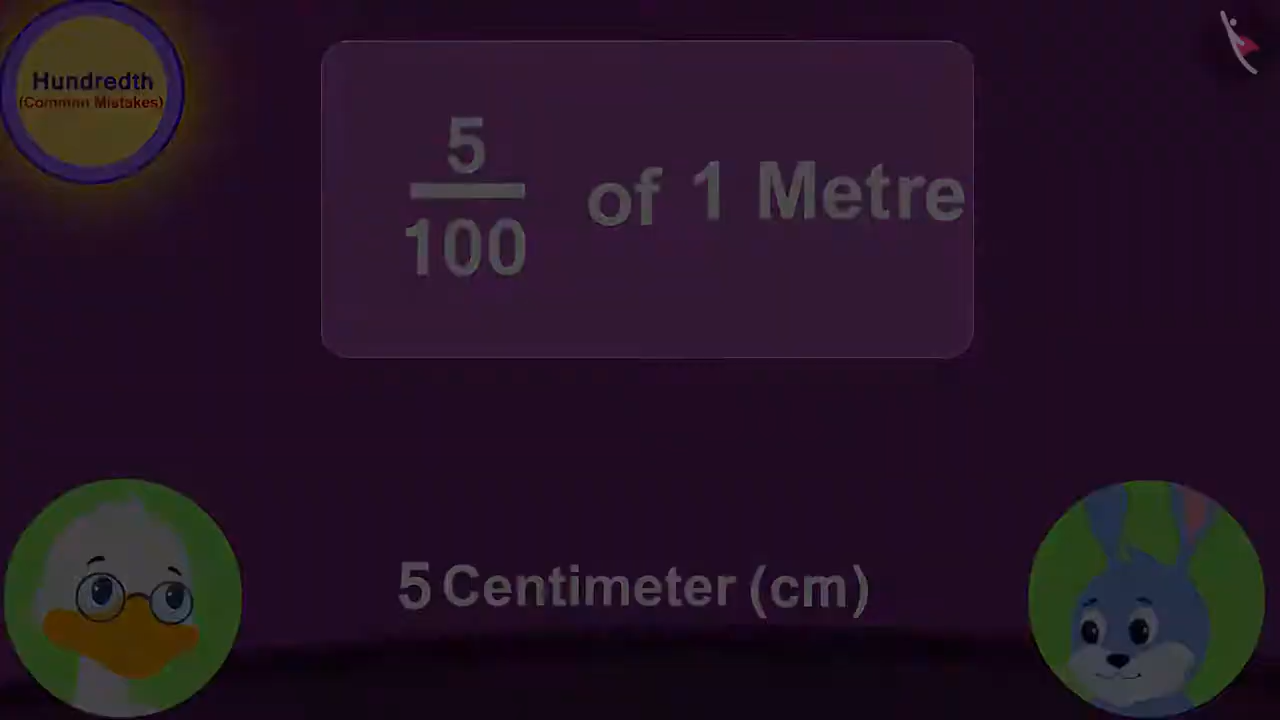 Hundredth
(Common Mistakes)
5
100
of 1 Metre
5 Centimeter (cm)